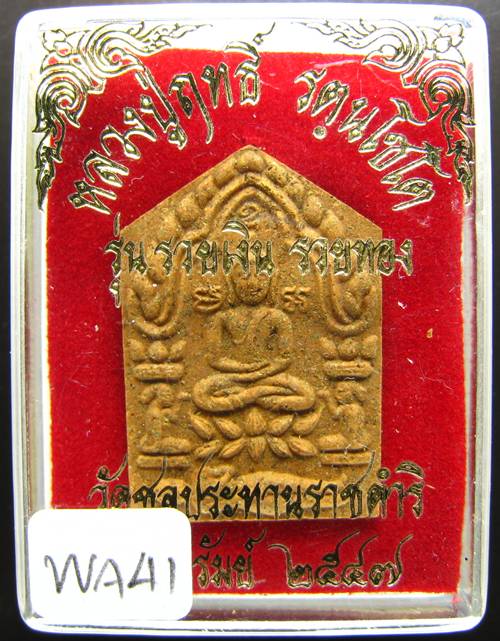 หลวงปู่ฤทธิ์ รตนโชโต
รุ่น รวยเงิน รวยทอง
วัดชลประทานราชดำริ
รัมย์ ๒๕๔๗
WA41